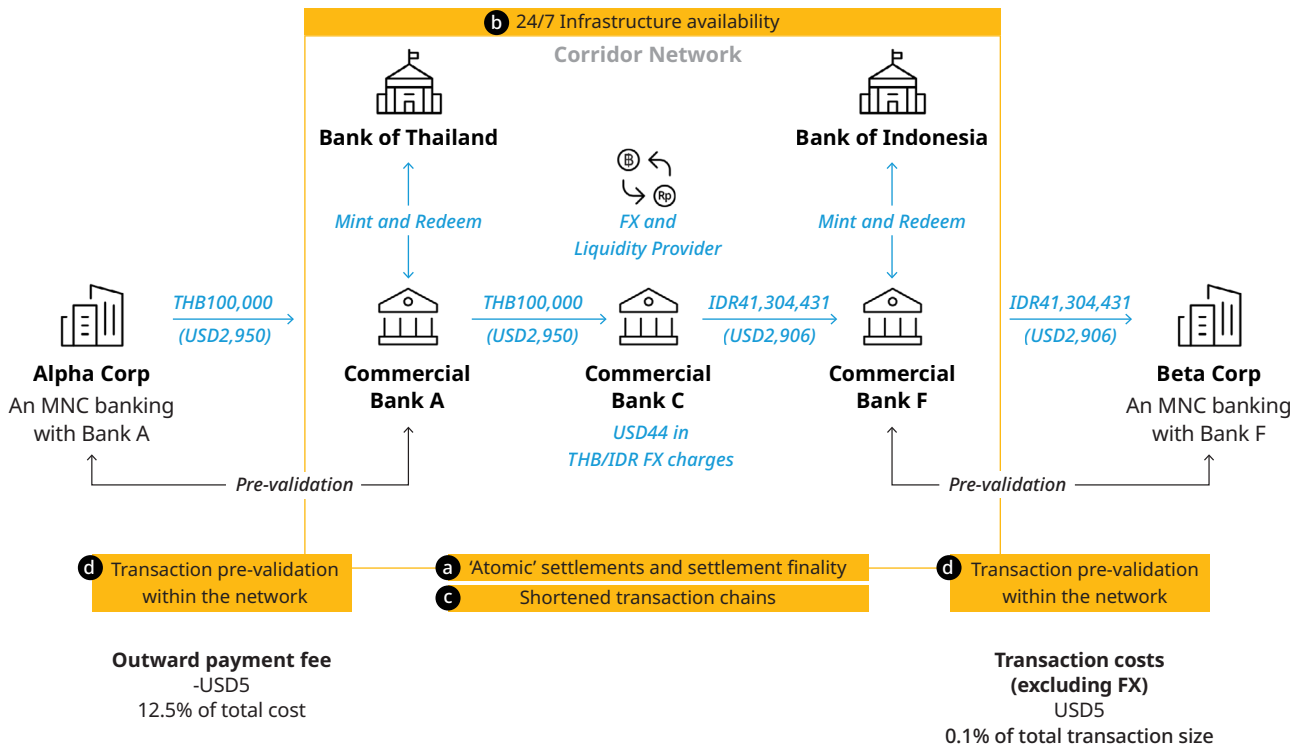 b 24/7 Infrastructure availability
Corridor Network
Bank of Thailand
Bank of Indonesia
฿
Rp
Mint and Redeem
FX and
Liquidity Provider
Mint and Redeem
THB100,000
(USD2,950)
THB100,000
(USD2,950)
IDR41,304,431
(USD2,906)
IDR41,304,431
(USD2,906)
Alpha Corp
An MNC banking
with Bank A
Commercial
Bank A
Commercial
Bank C
USD44 in
THB/IDR FX charges
Commercial
Bank F
Beta Corp
An MNC banking
with Bank F
Pre-validation
Pre-validation
d Transaction pre-validation
within the network
a ‘Atomic’ settlements and settlement finality
c Shortened transaction chains
d Transaction pre-validation
within the network
Outward payment fee
-USD5
12.5% of total cost
Transaction costs
(excluding FX)
USD5
0.1% of total transaction size